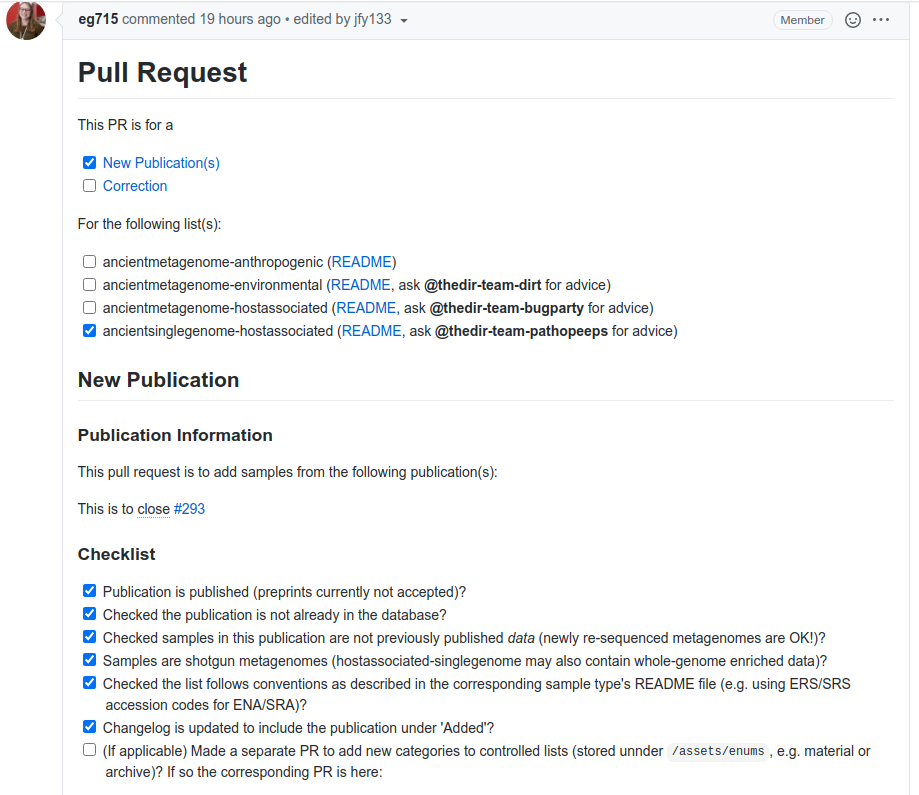 eg715 commented 19 hours ago • edited by jfy133
Member
Pull Request
This PR is for a
New Publication(s)
Correction
For the following list(s):
ancientmetagenome-anthropogenic (README)
ancientmetagenome-environmental (README, ask @thedir-team-dirt for advice)
ancientmetagenome-hostassociated (README, ask @thedir-team-bugparty for advice)
ancientsinglegenome-hostassociated (README, ask @thedir-team-pathopeeps for advice)
New Publication
Publication Information
This pull request is to add samples from the following publication(s):
This is to close #293
Checklist
Publication is published (preprints currently not accepted)?
Checked the publication is not already in the database?
Checked samples in this publication are not previously published data (newly re-sequenced metagenomes are OK!)?
Samples are shotgun metagenomes (hostassociated-singlegenome may also contain whole-genome enriched data)?
Checked the list follows conventions as described in the corresponding sample type's README file (e.g. using ERS/SRS
accession codes for ENA/SRA)?
Changelog is updated to include the publication under 'Added'?
(If applicable) Made a separate PR to add new categories to controlled lists (stored unnder /assets/enums, e.g. material or
archive)? If so the corresponding PR is here: